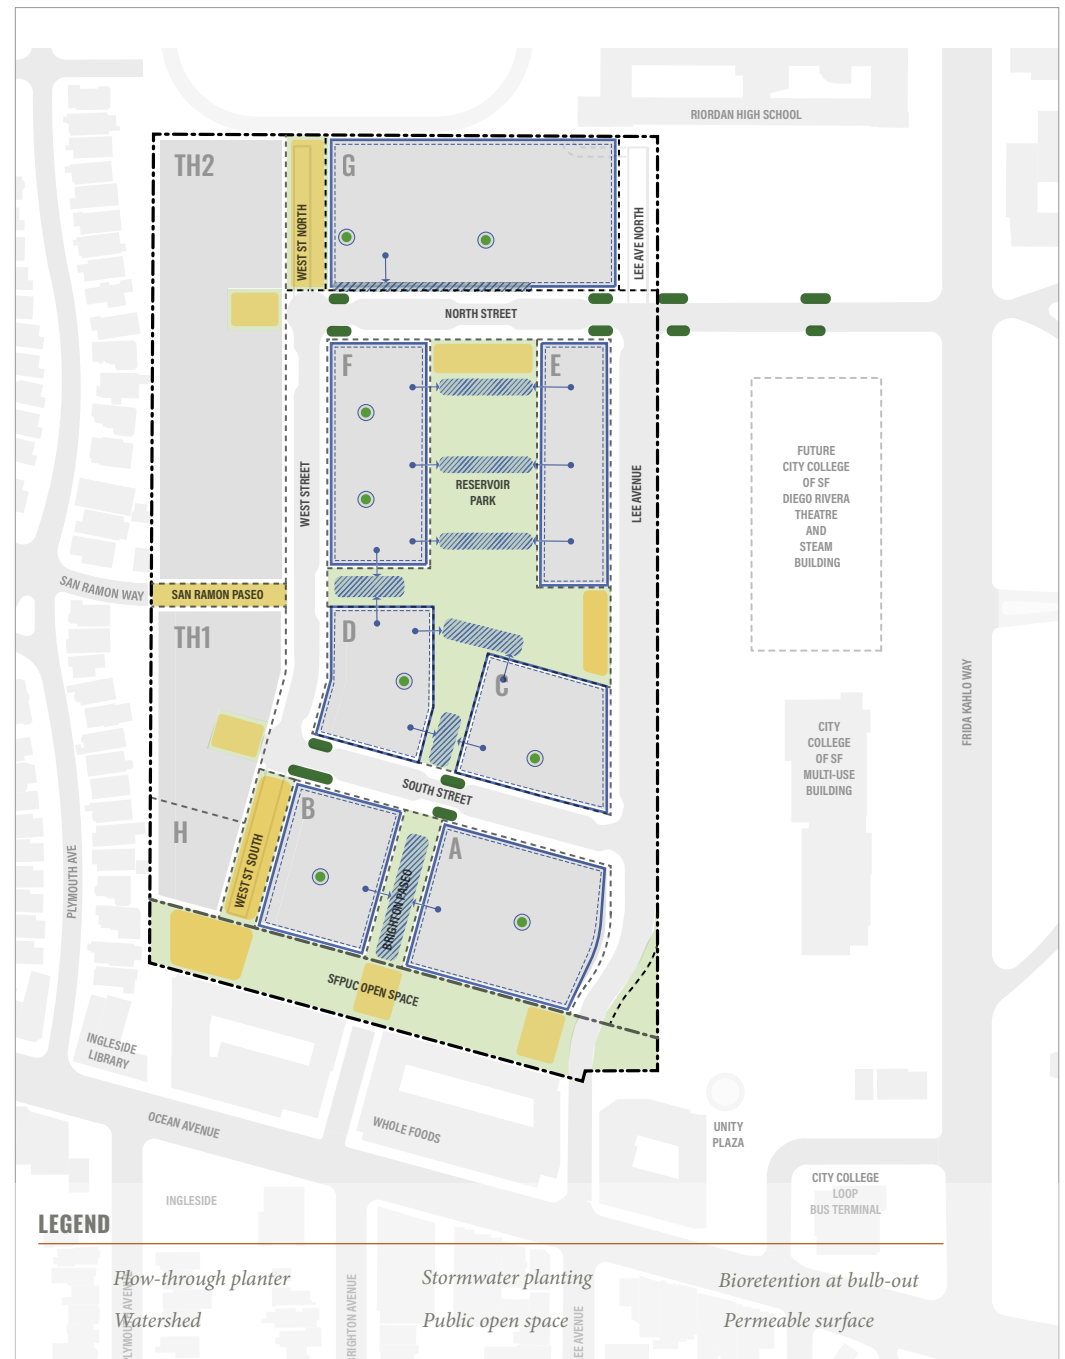 RIORDAN HIGH SCHOOL
TH2
G
WEST ST NORTH
LEE AVE NORTH
NORTH STREET
F
E
FUTURE
CITY COLLEGE
OF SF
DIEGO RIVERA
THEATRE
AND
STEAM
BUILDING
WEST STREET
RESERVOIR
PARK
LEE AVENUE
SAN RAMON WAY
SAN RAMON PASEO
TH1
D
C
FRIDA KAHLO WAY
CITY
COLLEGE
OF SF
MULTI-USE
BUILDING
SOUTH STREET
B
A
H
PLYMOUTH AVE
WEST ST SOUTH
BRIGHTON PASEO
SFPUC OPEN SPACE
INGLESIDE
LIBRARY
OCEAN AVENUE
WHOLE FOODS
UNITY
PLAZA
CITY COLLEGE
LOOP
BUS TERMINAL
INGLESIDE
LEGEND
Flow-through planter
Stormwater planting
Bioretention at bulb-out
Watershed
Public open space
Permeable surface
PLYMOUTH AVENUE
BRIGHTON AVENUE
LEE AVENUE